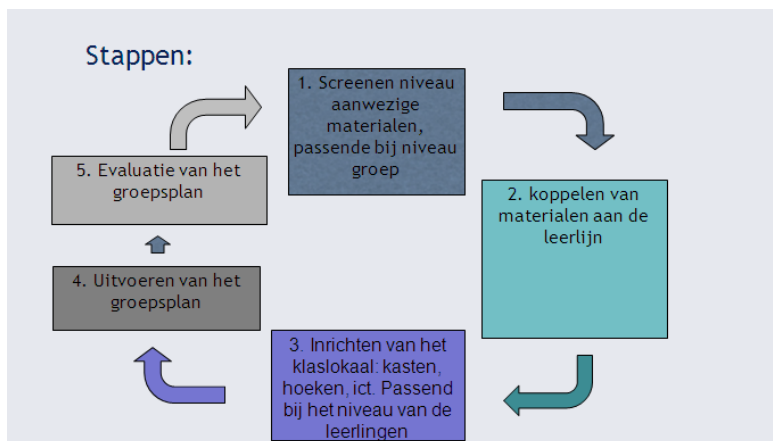 Stappen:
1. Screenen niveau
aanwezige
materialen,
passende bij niveau
groep
2. koppelen van
materialen aan de
leerlijn
3. Inrichten van het
klaslokaal: kasten,
hoeken, ict. Passend
bij het niveau van de
leerlingen
4. Uitvoeren van het
groepsplan
5. Evaluatie van het
groepsplan